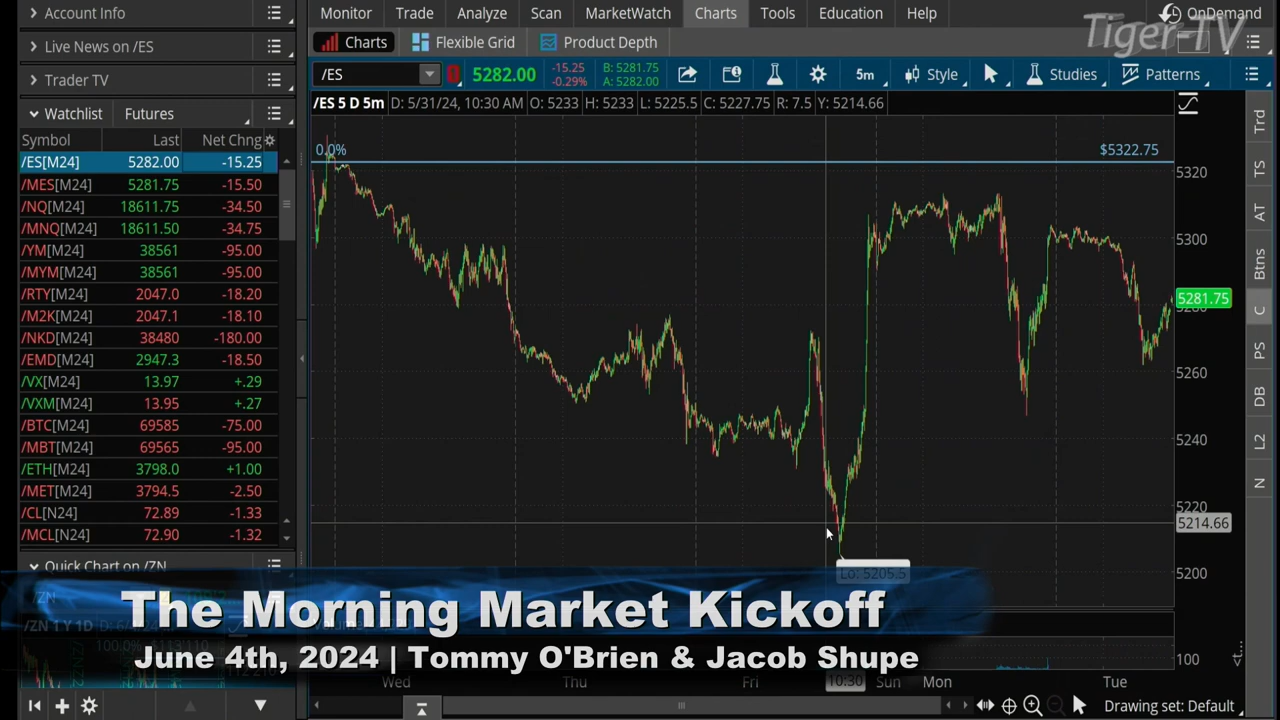 Account Info
Live News on /ES
Trader TV
Watchlist Futures
Symbol Last Net Chng
/ES[M24] 5282.00 -15.25
/MES[M24] 5281.75 -15.50
/NQ[M24] 18611.75 -34.50
/MNQ[M24] 18611.50 -34.75
/YM[M24] 38561 -95.00
/MYM[M24] 38561 -95.00
/RTY[M24] 2047.0 -18.20
/M2K[M24] 2047.1 -18.10
/NKD[M24] 38480 -180.00
/EMD[M24] 2947.3 -18.50
/VX[M24] 13.97 +.29
/VXM[M24] 13.95 +.27
/BTC[M24] 69585 -75.00
/MBT[M24] 69565 -95.00
/ETH[M24] 3798.0 +1.00
/MET[M24] 3794.5 -2.50
/CL[N24] 72.89 -1.33
/MCL[N24] 72.90 -1.32
Quick Chart on /ZN
/ZN
/ZN 1 Y 1D
Monitor Trade Analyze Scan MarketWatch Charts Tools Education Help OnDemand
Tiger-TV
Charts Flexible Grid Product Depth
/ES 5282.00 -15.25 -0.29% B: 5281.75 A: 5282.00 5m Style Studies Patterns
/ES 5 D 5m D: 5/31/24, 10:30 AM O: 5233 H: 5233 L: 5225.5 C: 5227.75 R: 7.5 Y: 5214.66
0.0% $5322.75
5320
5300
5281.75
5260
5240
5220
5214.66
5200
Lo: 5205.5
100
Wed Thu Fri 10:30 Sun Mon Tue
Drawing set: Default
Trd
TS
AT
Btns
C
PS
DB
L2
N
The Morning Market Kickoff
June 4th, 2024 | Tommy O'Brien & Jacob Shupe